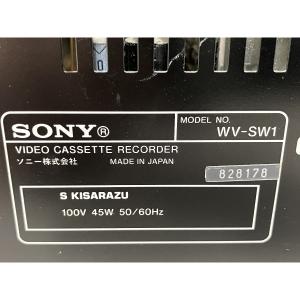 SONY®
MODEL NO.
WV-SW1
VIDEO CASSETTE RECORDER
ソニー株式会社 MADE IN JAPAN
828178
S KISARAZU
100V 45W 50/60Hz